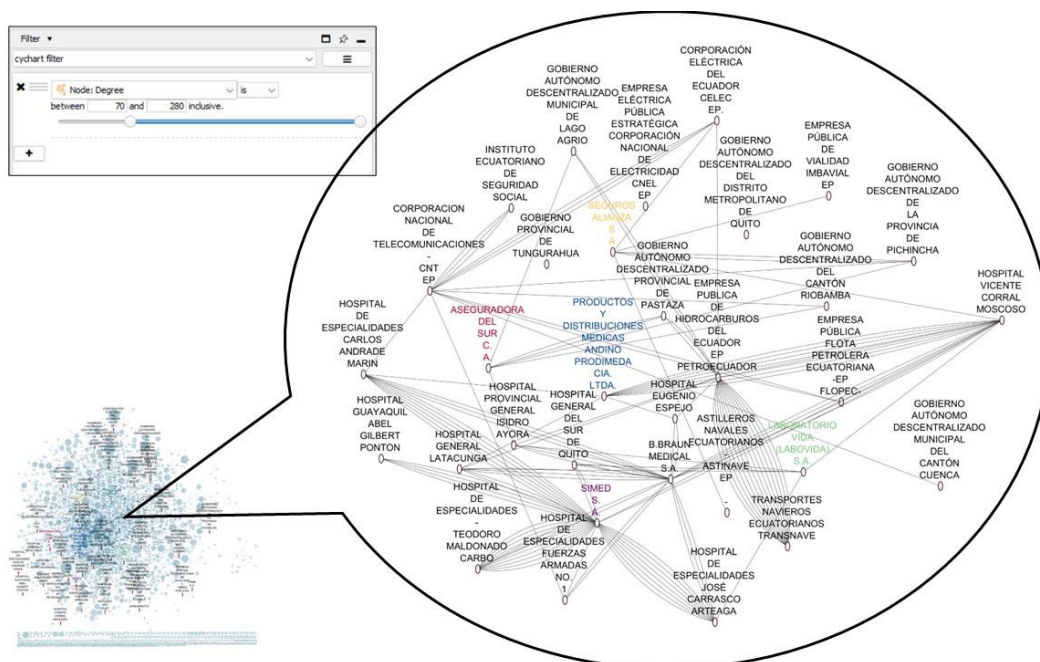 Filter ▼
cychart filter
Node: Degree
is
between 70 and 280 inclusive.
+
CORPORACIÓN
ELÉCTRICA
DEL
ECUADOR
CELEC
EP.
GOBIERNO
AUTÓNOMO
DESCENTRALIZADO
MUNICIPAL
DE
LAGO
AGRIO
EMPRESA
ELÉCTRICA
PÚBLICA
ESTRATÉGICA
CORPORACIÓN
NACIONAL
DE
ELECTRICIDAD
CNEL
EP
GOBIERNO
AUTÓNOMO
DESCENTRALIZADO
DEL
DISTRITO
METROPOLITANO
DE
QUITO
EMPRESA
PÚBLICA
DE
VIALIDAD
IMBAVIAL
EP
GOBIERNO
AUTÓNOMO
DESCENTRALIZADO
DE
LA
PROVINCIA
DE
PICHINCHA
INSTITUTO
ECUATORIANO
DE
SEGURIDAD
SOCIAL
CORPORACION
NACIONAL
DE
TELECOMUNICACIONES
-
CNT
EP
GOBIERNO
PROVINCIAL
DE
TUNGURAHUA
SEGUROS
ALIANZA
S
A
GOBIERNO
AUTÓNOMO
DESCENTRALIZADO
PROVINCIAL
DE
PASTAZA
GOBIERNO
AUTÓNOMO
DESCENTRALIZADO
DEL
CANTÓN
RIOBAMBA
HOSPITAL
VICENTE
CORRAL
MOSCOSO
EMPRESA
PUBLICA
DE
HIDROCARBUROS
DEL
ECUADOR
EP
PETROECUADOR
HOSPITAL
DE
ESPECIALIDADES
CARLOS
ANDRADE
MARIN
ASEGURADORA
DEL
SUR
C.
A.
PRODUCTOS
Y
DISTRIBUCIONES
MEDICAS
ANDINO
PRODIMEDA
CIA.
LTDA.
EMPRESA
PÚBLICA
FLOTA
PETROLERA
ECUATORIANA
-EP
FLOPEC-
HOSPITAL
GUAYAQUIL
ABEL
GILBERT
PONTON
HOSPITAL
PROVINCIAL
GENERAL
ISIDRO
AYORA
HOSPITAL
GENERAL
DEL
SUR
DE
QUITO
HOSPITAL
EUGENIO
ESPEJO
GOBIERNO
AUTÓNOMO
DESCENTRALIZADO
MUNICIPAL
DEL
CANTÓN
CUENCA
HOSPITAL
GENERAL
LATACUNGA
B.BRAUN
MEDICAL
S.A.
ASTILLEROS
NAVALES
ECUATORIANOS
-
ASTINAVE
EP
-
LABORATORIO
VIDA
(LABOVIDA)
S.A
HOSPITAL
DE
ESPECIALIDADES
-
TEODORO
MALDONADO
CARBO
SIMED
S.
A.
HOSPITAL
DE
ESPECIALIDADES
FUERZAS
ARMADAS
NO.
1
TRANSPORTES
NAVIEROS
ECUATORIANOS
TRANSNAVE
HOSPITAL
DE
ESPECIALIDADES
JOSÉ
CARRASCO
ARTEAGA